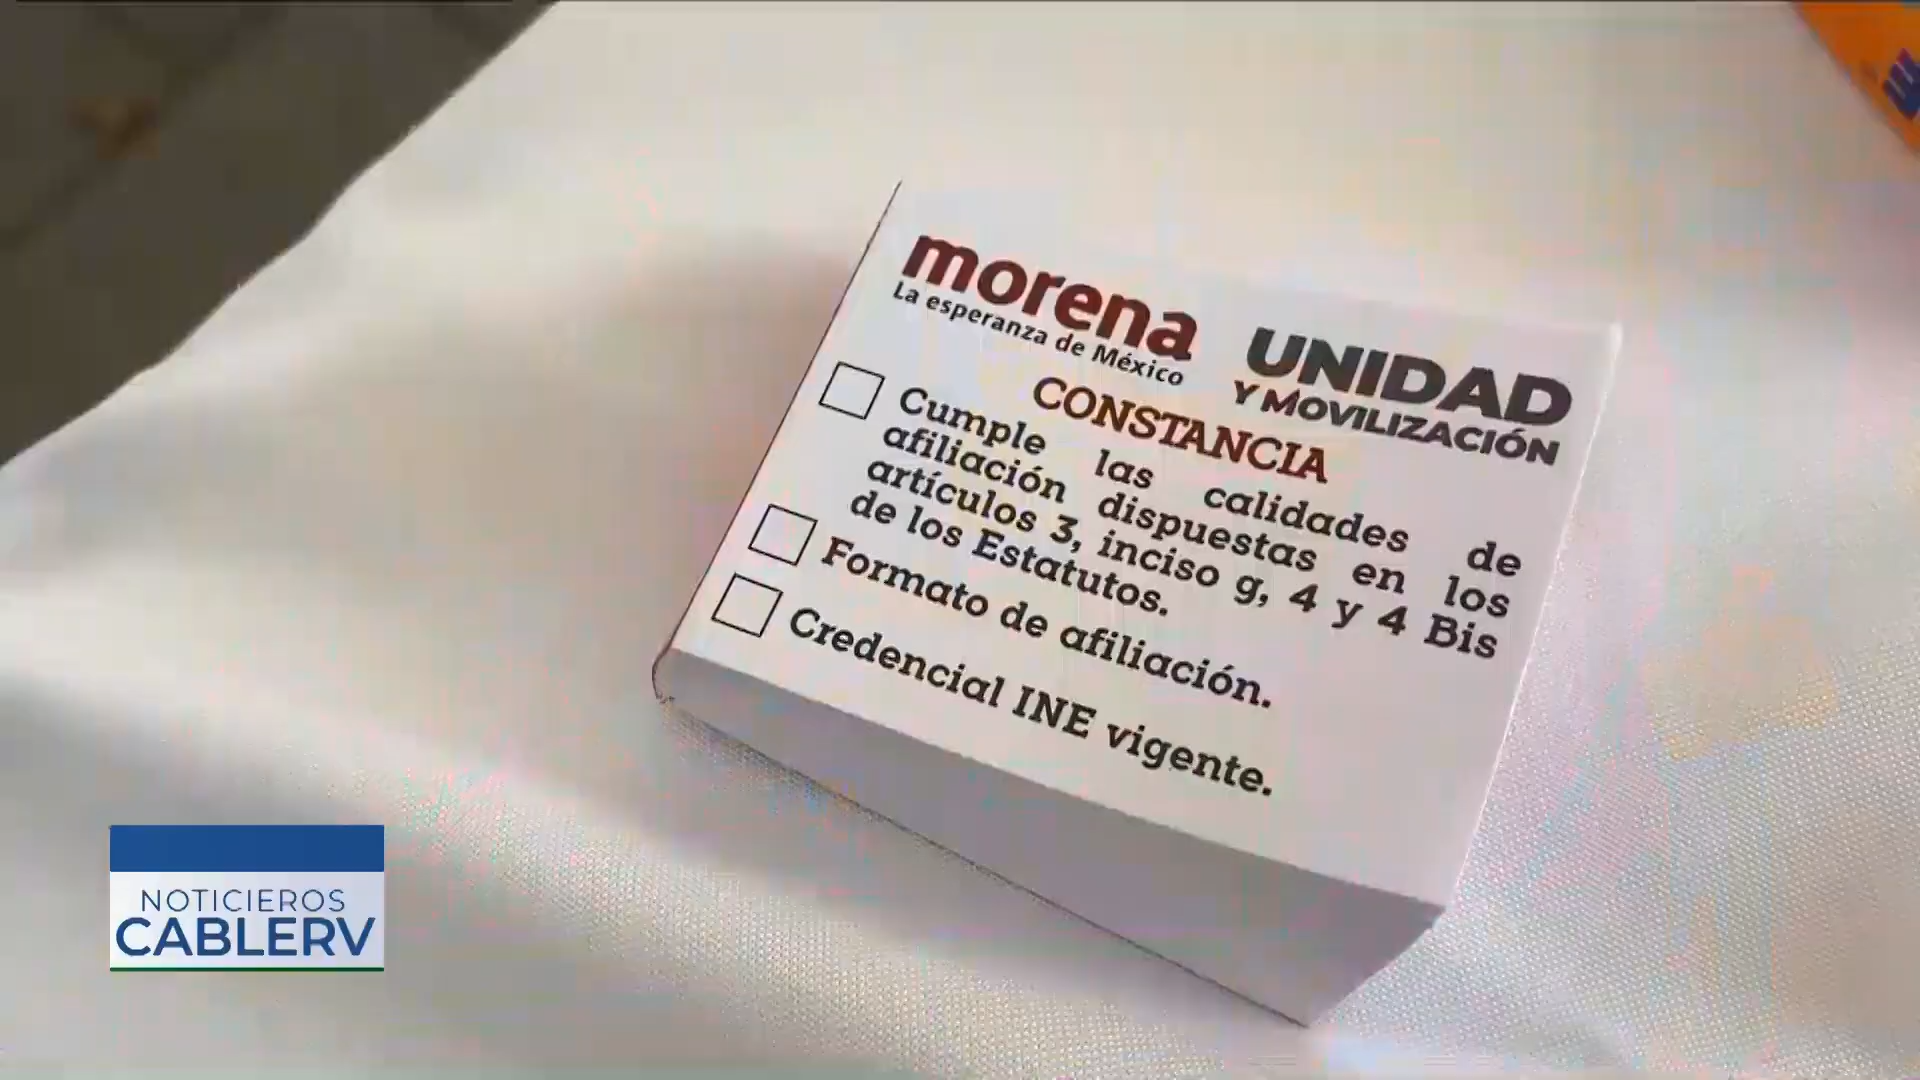 morena
La esperanza de México
UNIDAD
Y MOVILIZACIÓN
CONSTANCIA
Cumple las calidades de
afiliación dispuestas en los
artículos 3, inciso g, 4 y 4 Bis
de los Estatutos.
Formato de afiliación.
Credencial INE vigente.
NOTICIEROS
CABLERV